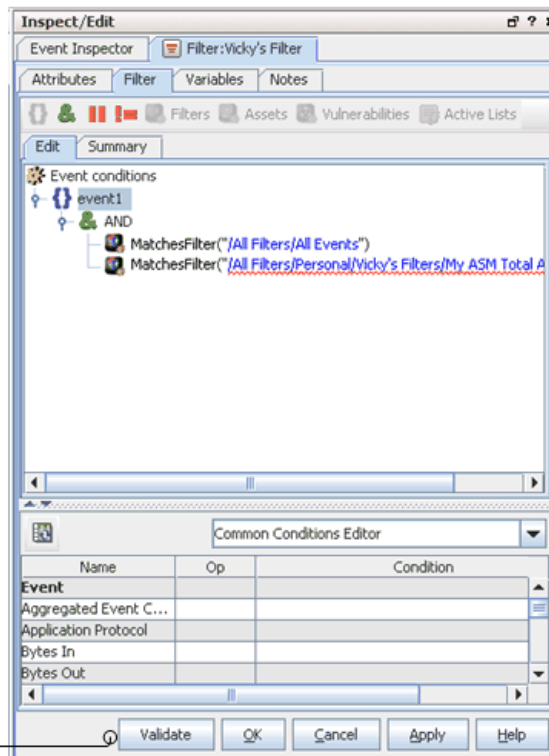 Inspect/Edit
Event Inspector Filter:Vicky's Filter
Attributes Filter Variables Notes
Filters Assets Vulnerabilities Active Lists
Edit Summary
Event conditions
event1
AND
MatchesFilter("/All Filters/All Events")
MatchesFilter("/All Filters/Personal/Vicky's Filters/My ASM Total A
Common Conditions Editor
Name Op Condition
Event
Aggregated Event C...
Application Protocol
Bytes In
Bytes Out
Validate OK Cancel Apply Help